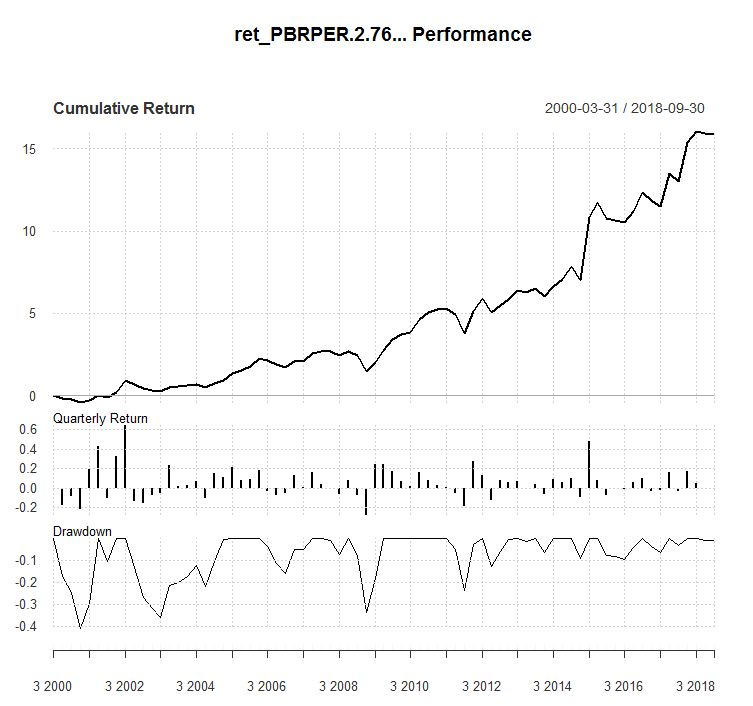 ret_PBRPER.2.76... Performance
Cumulative Return 2000-03-31 / 2018-09-30
15
10
5
0
Quarterly Return
0.6
0.4
0.2
0.0
-0.2
Drawdown
-0.1
-0.2
-0.3
-0.4
3 2000 3 2002 3 2004 3 2006 3 2008 3 2010 3 2012 3 2014 3 2016 3 2018